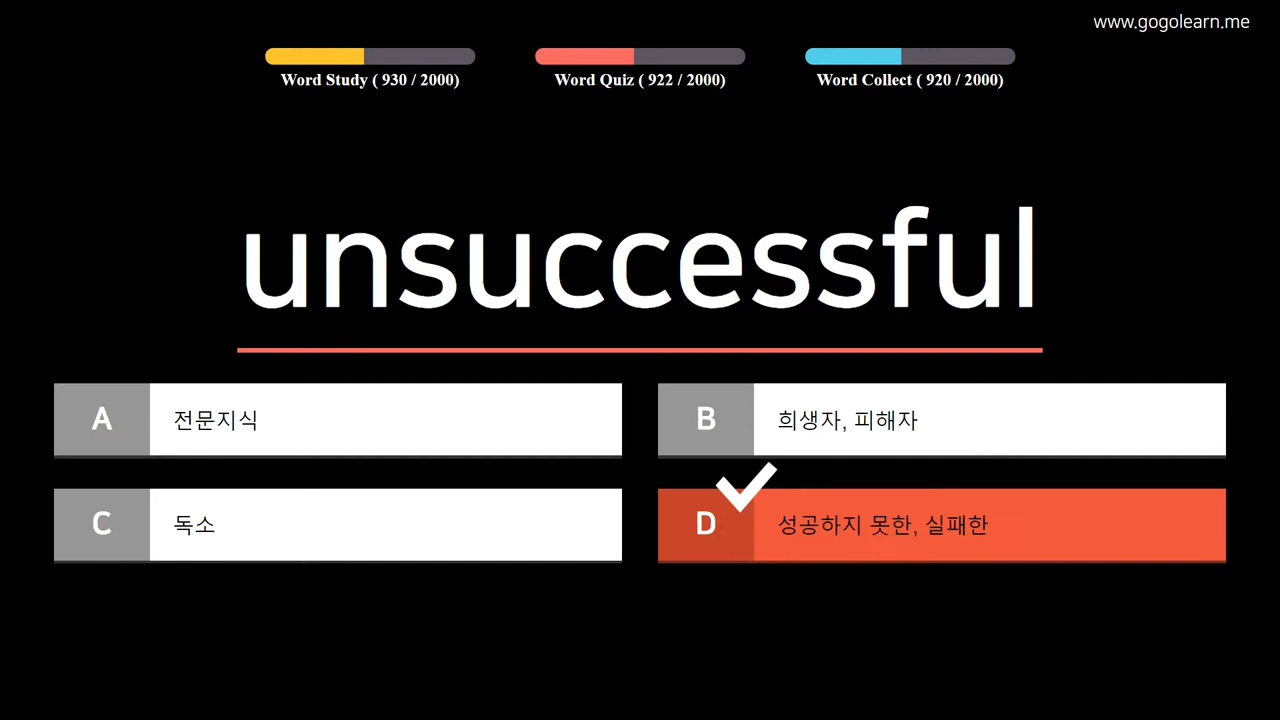 www.gogolearn.me
Word Study ( 930 / 2000)
Word Quiz ( 922 / 2000)
Word Collect ( 920 / 2000)
unsuccessful
A 전문지식
B 희생자, 피해자
C 독소
D 성공하지 못한, 실패한